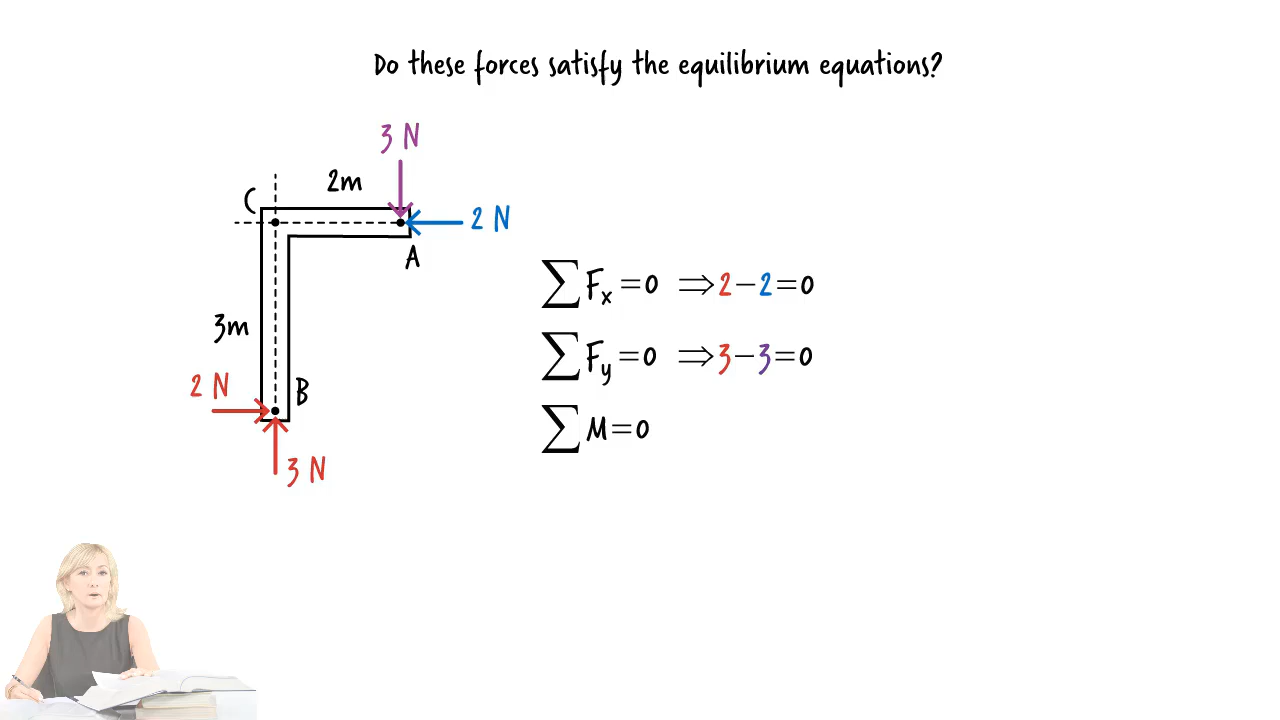 Do these forces satisfy the equilibrium equations?
3 N
2m
C
2 N
A
∑ Fx = 0 ⟹ 2 − 2 = 0
3m
∑ Fy = 0 ⟹ 3 − 3 = 0
2 N
B
∑ M = 0
3 N